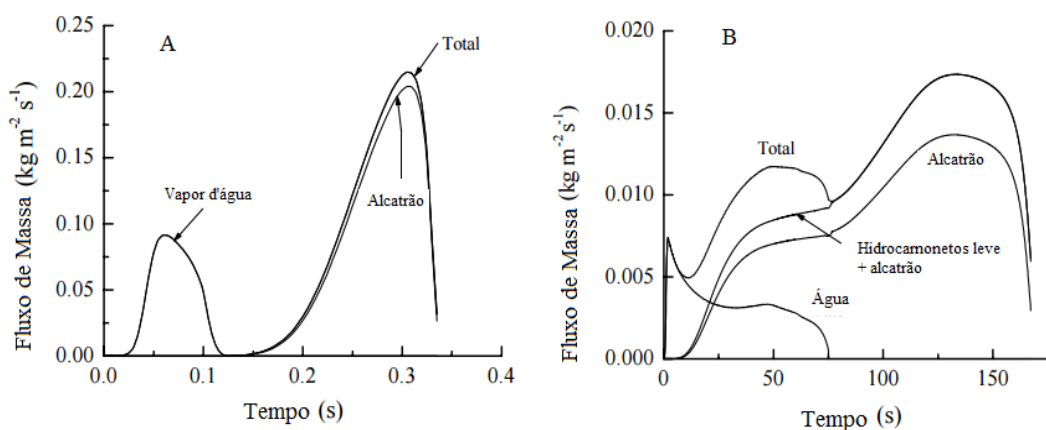 A
Fluxo de Massa (kg m⁻² s⁻¹)
0.25
0.20
0.15
0.10
0.05
0.00
Total
Alcatrão
Vapor d'água
0.0 0.1 0.2 0.3 0.4
Tempo (s)
B
Fluxo de Massa (kg m⁻² s⁻¹)
0.020
0.015
0.010
0.005
0.000
Total
Alcatrão
Hidrocamonetos leve
+ alcatrão
Água
0 50 100 150
Tempo (s)